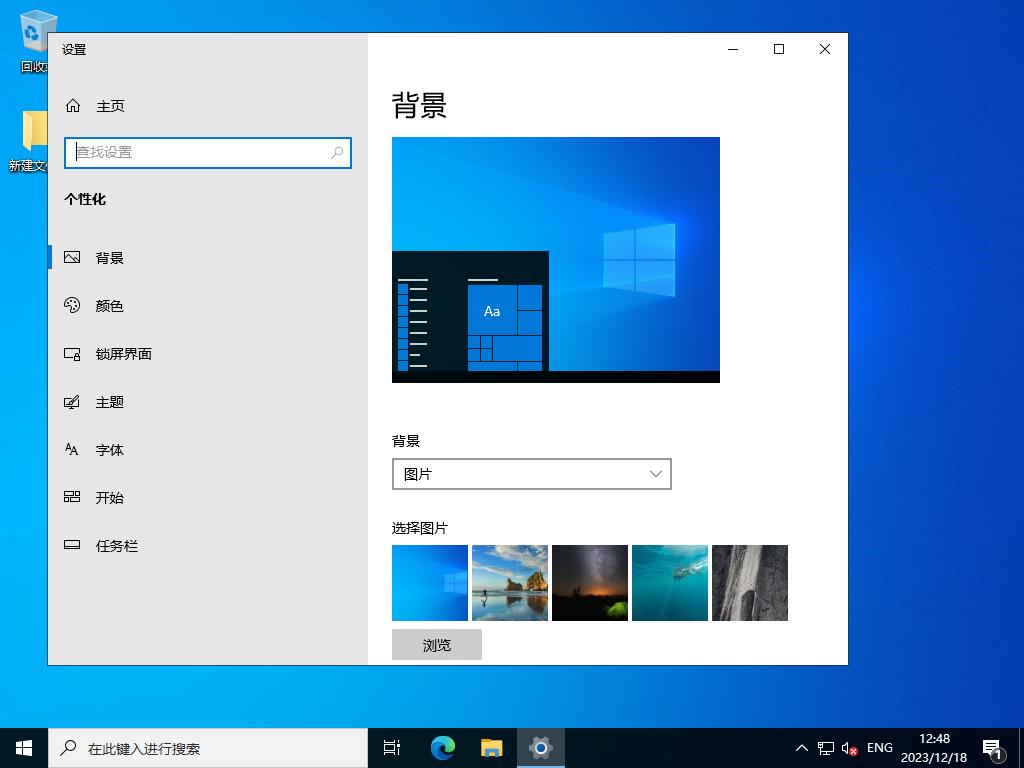 回收
新建文
设置
主页
查找设置
个性化
背景
颜色
锁屏界面
主题
字体
开始
任务栏
背景
Aa
背景
图片
选择图片
浏览
在此键入进行搜索
ENG
12:48
2023/12/18
1